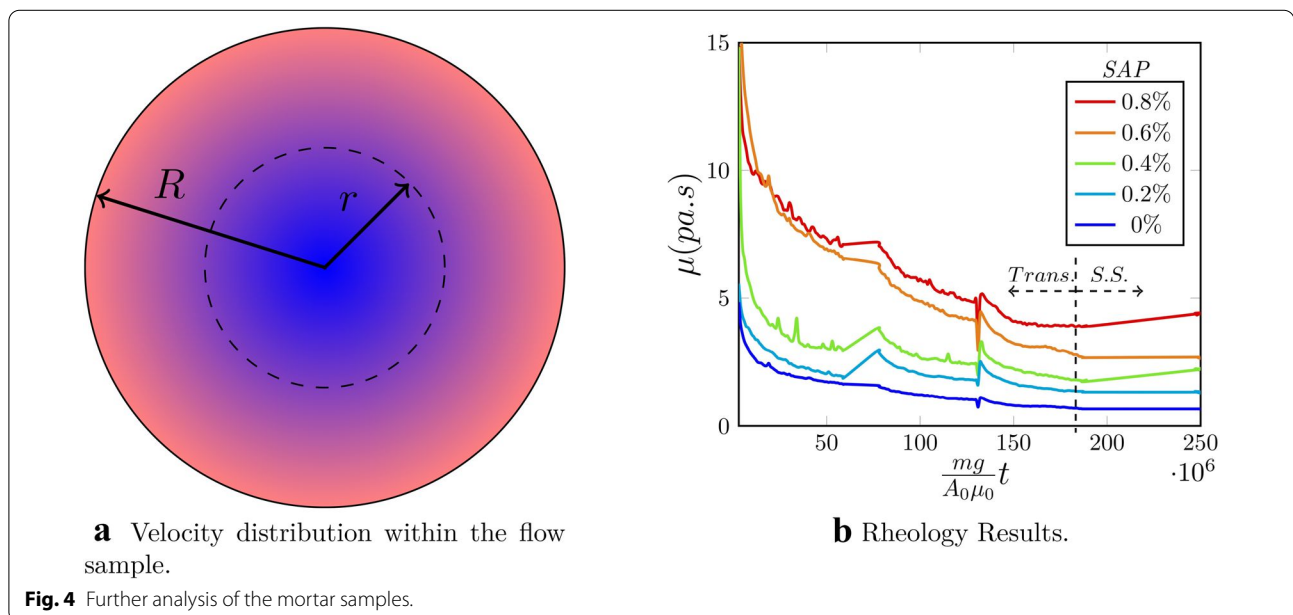 R
r
a Velocity distribution within the flow
sample.
15
10
5
0
μ(pa.s)
SAP
0.8%
0.6%
0.4%
0.2%
0%
Trans. S.S.
50 100 150 200 250
·10^6
mg/A_0μ_0 t
b Rheology Results.
Fig. 4 Further analysis of the mortar samples.